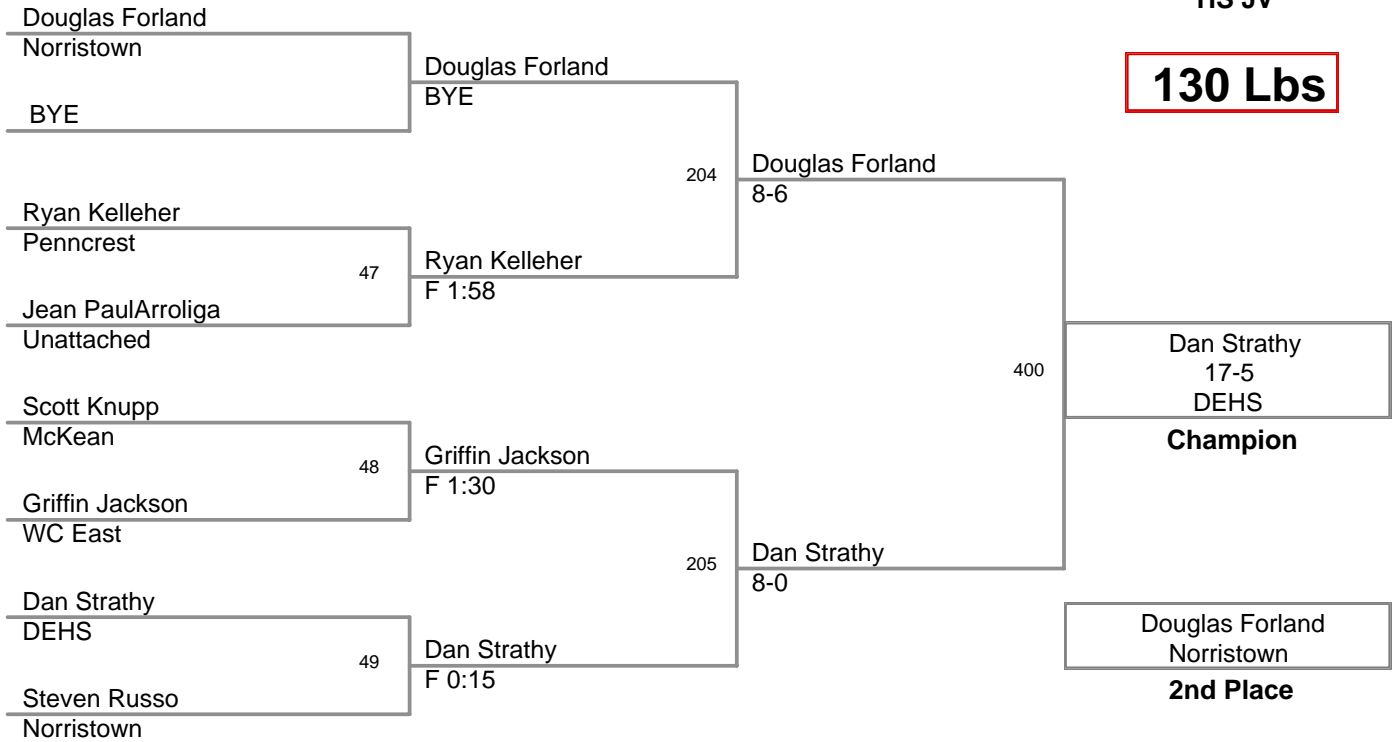 HS JV
130 Lbs
Douglas Forland
Norristown
BYE
Ryan Kelleher
Penncrest
47
Jean PaulArroliga
Unattached
Scott Knupp
McKean
48
Griffin Jackson
WC East
Dan Strathy
DEHS
49
Steven Russo
Norristown
Douglas Forland
BYE
204
Ryan Kelleher
F 1:58
Griffin Jackson
F 1:30
205
Dan Strathy
F 0:15
Douglas Forland
8-6
400
Dan Strathy
8-0
Dan Strathy
17-5
DEHS
Champion
Douglas Forland
Norristown
2nd Place